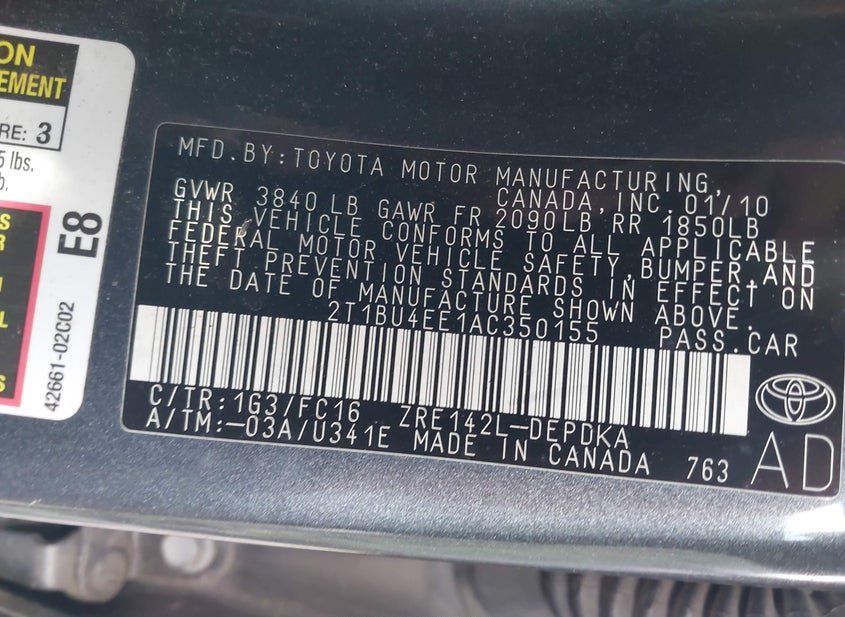 ON
EMENT
RE: 3
5 lbs.
b.
S
R
N
L
S
E8
42661-02C02
MFD.BY:TOYOTA MOTOR MANUFACTURING,
CANADA, INC. 01/10
GVWR 3840 LB GAWR FR 2090LB RR 1850LB
THIS VEHICLE CONFORMS TO ALL APPLICABLE
FEDERAL MOTOR VEHICLE SAFETY,BUMPER,AND
THEFT PREVENTION STANDARDS IN EFFECT ON
THE DATE OF MANUFACTURE SHOWN ABOVE.
2T1BU4EE1AC350155 PASS.CAR
C/TR:1G3/FC16 ZRE142L-DEPDKA
A/TM:-03A/U341E MADE IN CANADA 763
AD